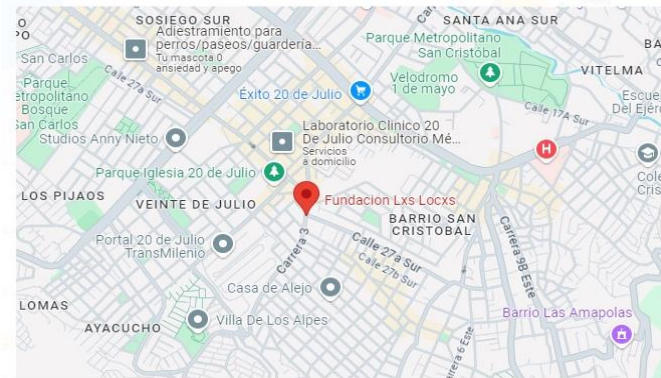 SOSIEGO SUR
SANTA ANA SUR
Adiestramiento para
perros/paseos/guardería...
Tu mascota 0
ansiedad y apego
San Carlos
Parque Metropolitano
San Cristóbal
VITELMA
Velodromo
1 de mayo
Éxito 20 de Julio
Calle 27a Sur
Parque
Bosque
San Carlos
Calle 17A Sur
Del Ejér
Studios Anny Nieto
Laboratorio Clinico 20
De Julio Consultorio Mé...
Servicios
a domicilio
H
Parque Iglesia 20 de Julio
Cris
LOS PIJAOS
VEINTE DE JULIO
Fundacion Lxs Locxs
BARRIO SAN
CRISTOBAL
Portal 20 de Julio
TransMilenio
Carrera 3
Calle 27a Sur
Calle 27b Sur
Carrera 9B Este
Casa de Alejo
LOMAS
AYACUCHO
Villa De Los Alpes
Barrio Las Amapolas
arrera 6 Este